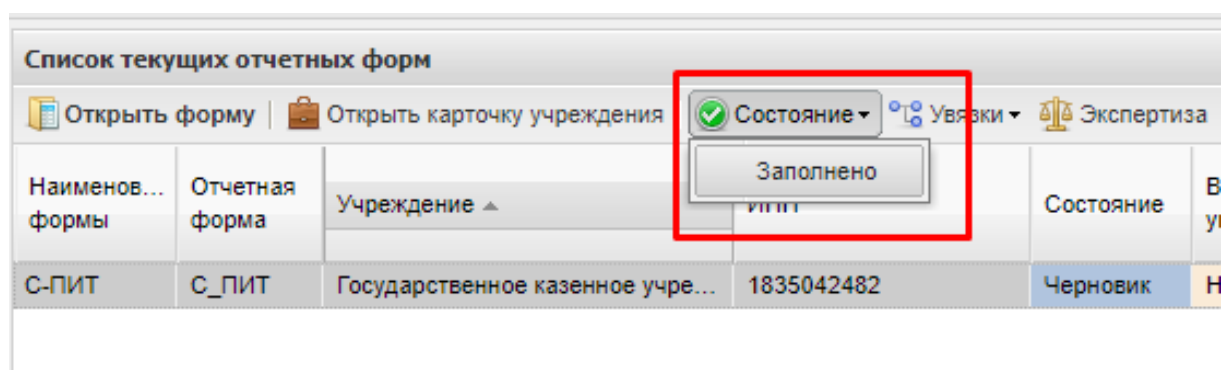 Список текущих отчетных форм
Открыть форму Открыть карточку учреждения Состояние Увязки Экспертиза
Заполнено
Наименов... Отчетная Учреждение ИНН Состояние
формы форма
С-ПИТ С_ПИТ Государственное казенное учре... 1835042482 Черновик